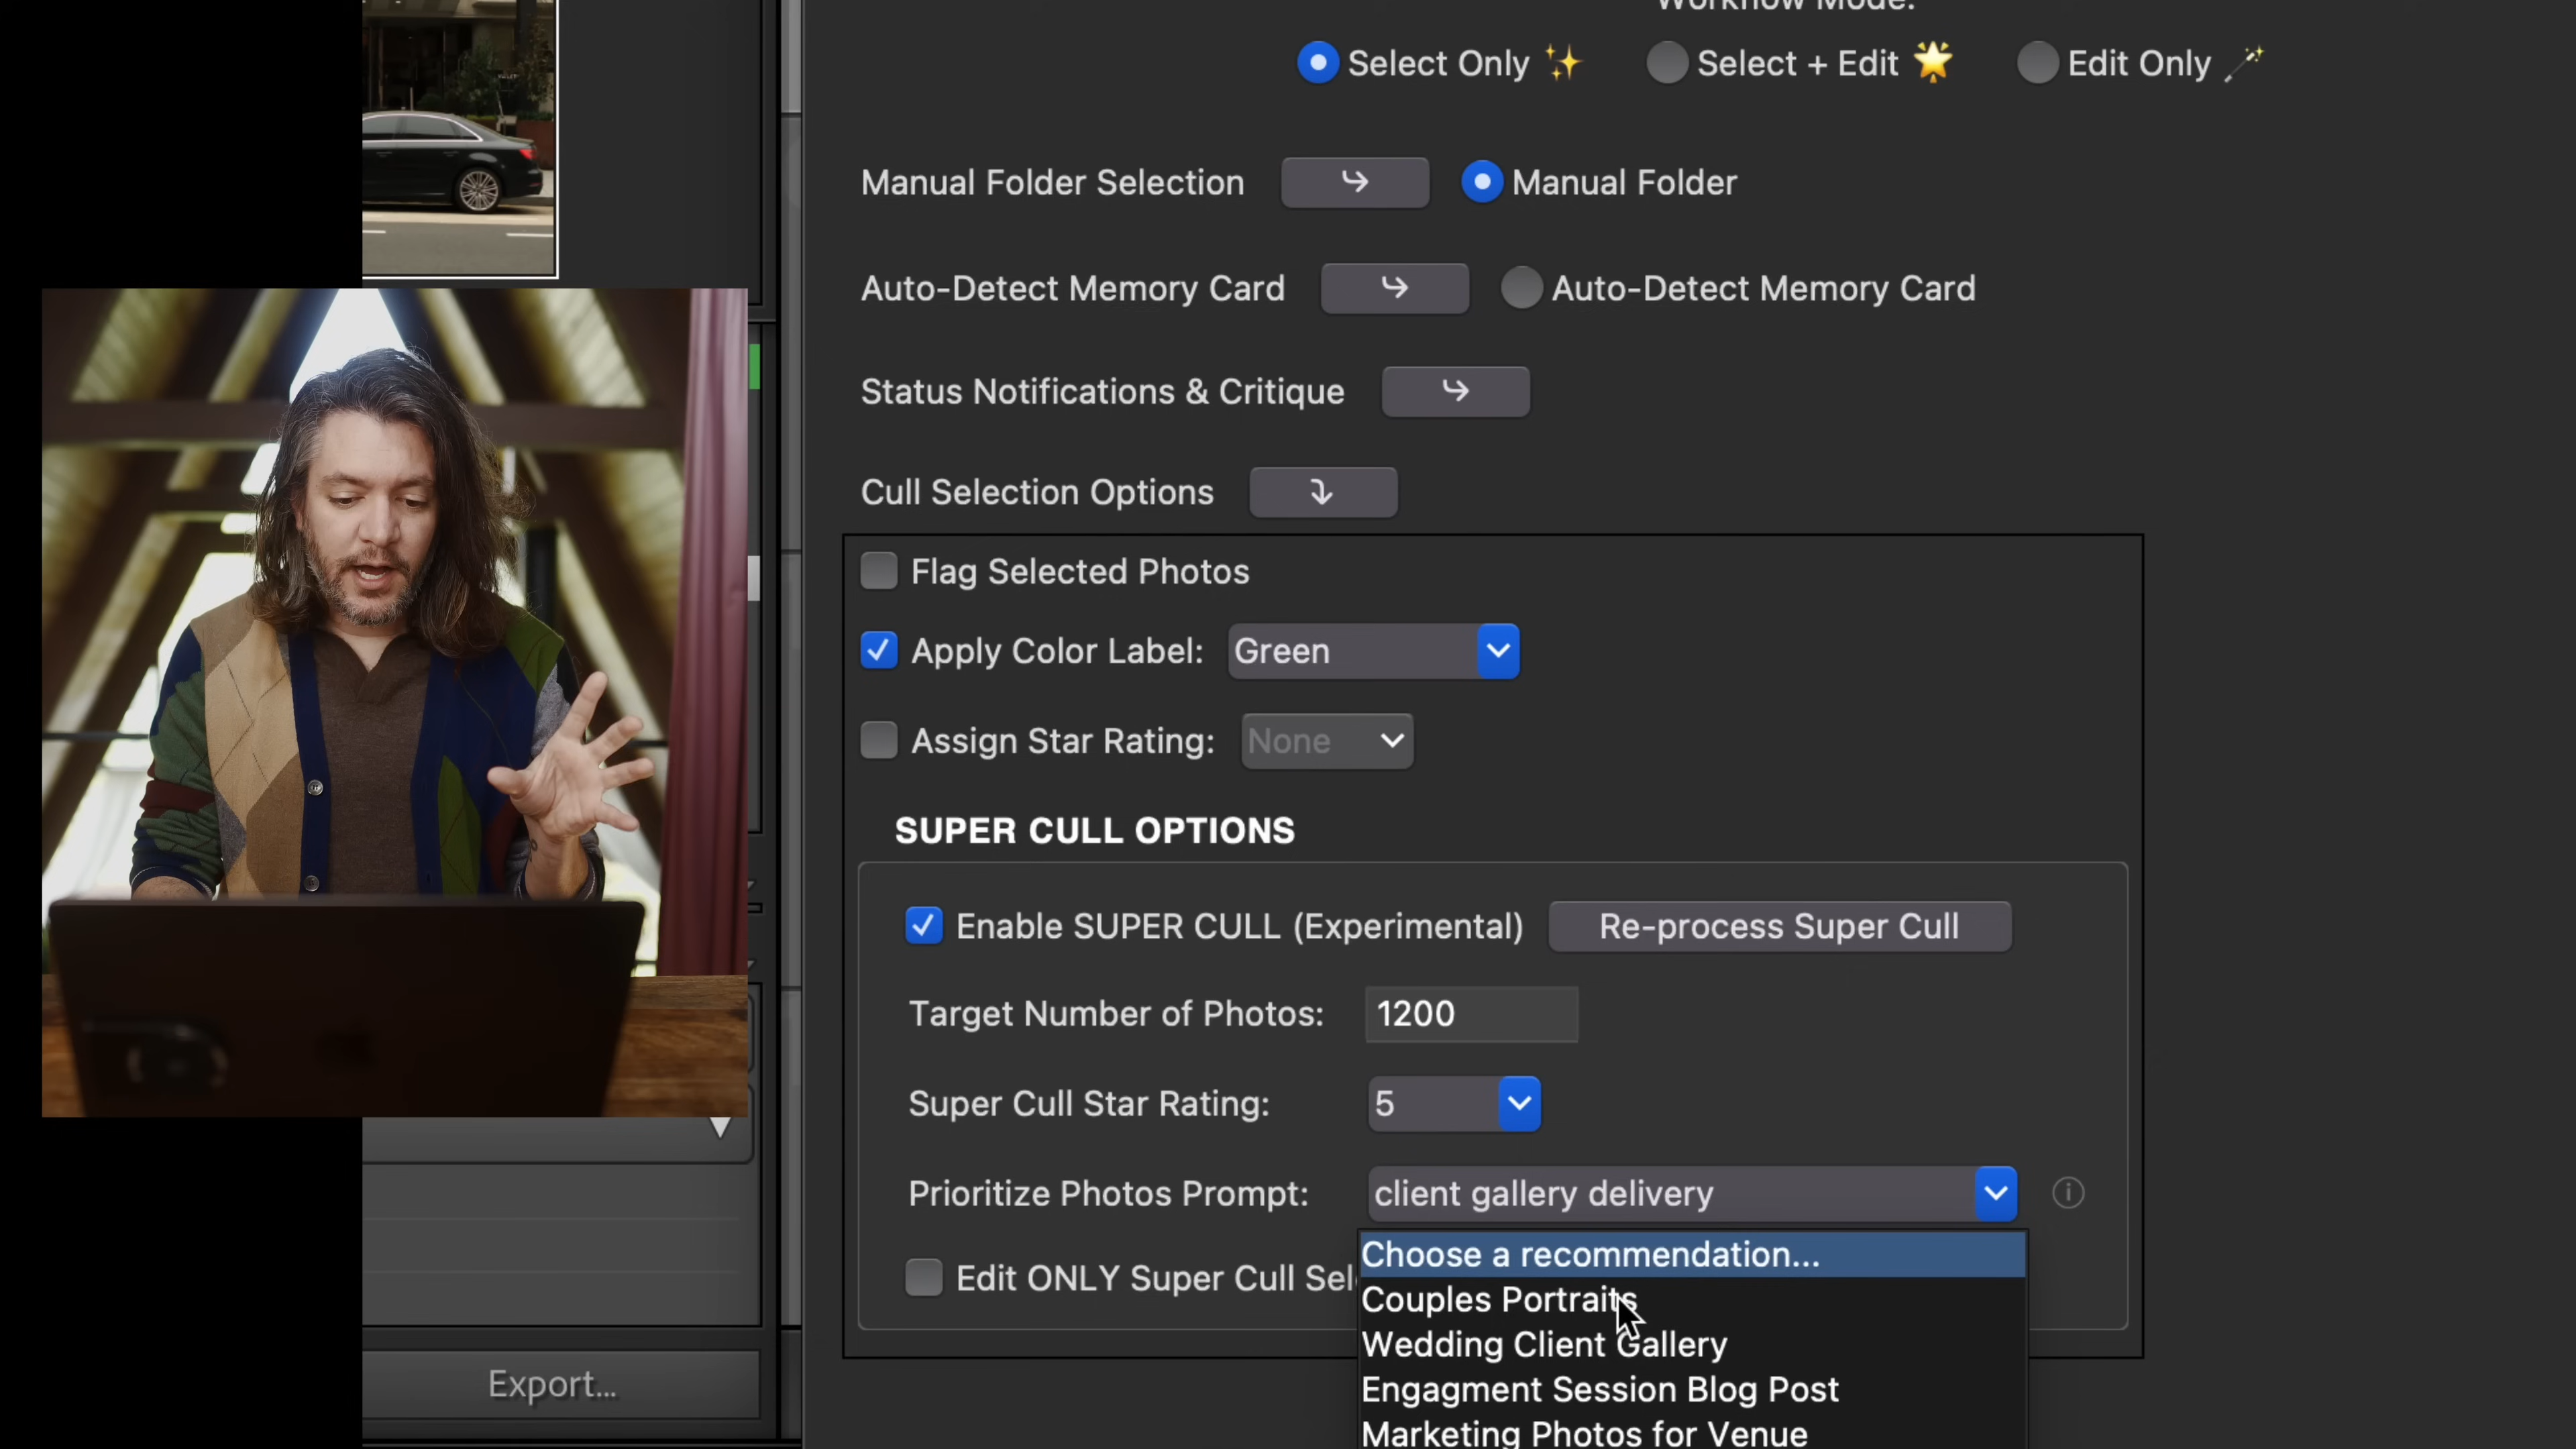 Workflow Mode:
Select Only ✨ Select + Edit 🌟 Edit Only 🪄
Manual Folder Selection Manual Folder
Auto-Detect Memory Card Auto-Detect Memory Card
Status Notifications & Critique
Cull Selection Options
Flag Selected Photos
Apply Color Label: Green
Assign Star Rating: None
SUPER CULL OPTIONS
Enable SUPER CULL (Experimental) Re-process Super Cull
Target Number of Photos: 1200
Super Cull Star Rating: 5
Prioritize Photos Prompt: client gallery delivery
Choose a recommendation...
Edit ONLY Super Cull Sel
Couples Portraits
Wedding Client Gallery
Engagment Session Blog Post
Marketing Photos for Venue
Export...